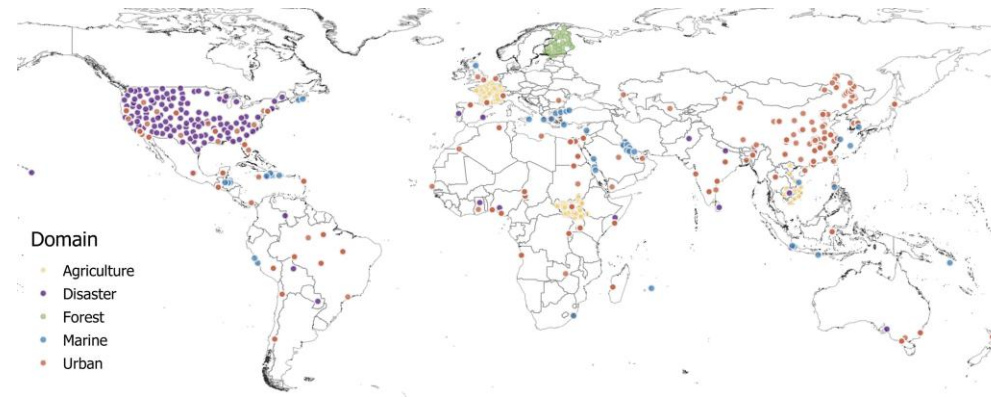 Domain
Agriculture
Disaster
Forest
Marine
Urban